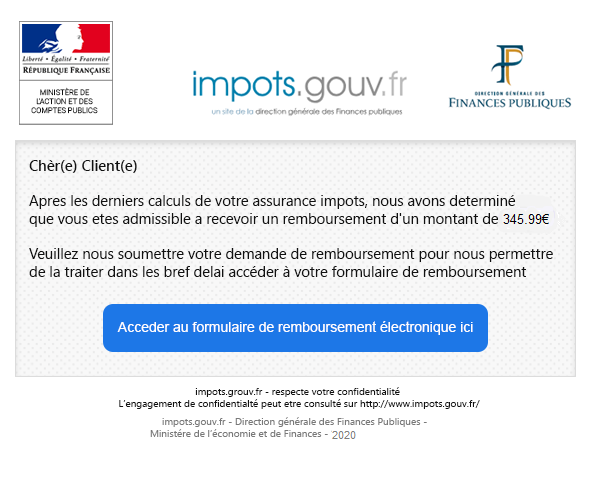 Liberté • Égalité • Fraternité
RÉPUBLIQUE FRANÇAISE
MINISTÈRE DE
L'ACTION ET DES
COMPTES PUBLICS
impots.gouv.fr
un site de la direction générale des Finances publiques
DIRECTION GÉNÉRALE DES
FINANCES PUBLIQUES
Chèr(e) Client(e)
Apres les derniers calculs de votre assurance impots, nous avons determiné
que vous etes admissible a recevoir un remboursement d'un montant de 345.99€
Veuillez nous soumettre votre demande de remboursement pour nous permettre
de la traiter dans les bref delai accéder à votre formulaire de remboursement
Acceder au formulaire de remboursement électronique ici
impots.grouv.fr - respecte votre confidentialité
L'engagement de confidentialté peut etre consulté sur http://www.impots.gouv.fr/
impots.gouv.fr - Direction générale des Finances Publiques -
Ministére de l'économie et de Finances - 2020